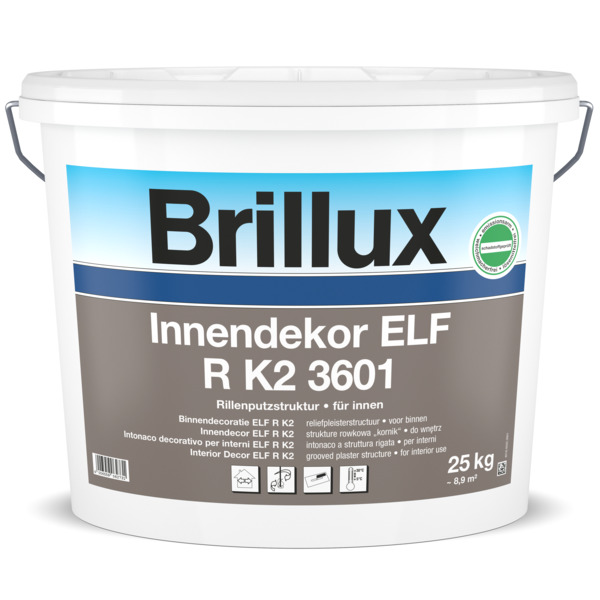 Brillux
emissionsarm • schadstoffgeprüft
Innendekor ELF
R K2 3601
Rillenputzstruktur • für innen
Binnendecoratie ELF R K2 reliefpleisterstructuur • voor binnen
Innendecor ELF R K2 strukture rowkowa „kornik” • do wnętrz
Intonaco decorativo per interni ELF R K2 intonaco a struttura rigata • per interni
Interior Decor ELF R K2 grooved plaster structure • for interior use
25 kg
~ 8,9 m²